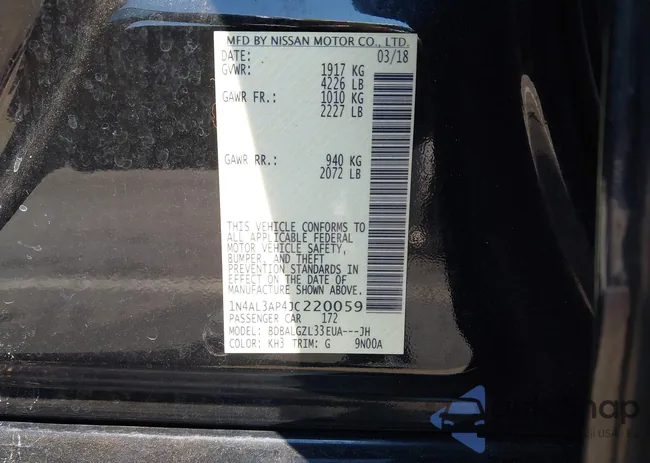 MFD BY NISSAN MOTOR CO., LTD.
DATE: 03/18
GVWR: 1917 KG
4226 LB
GAWR FR.: 1010 KG
2227 LB
GAWR RR.: 940 KG
2072 LB
THIS VEHICLE CONFORMS TO
ALL APPLICABLE FEDERAL
MOTOR VEHICLE SAFETY,
BUMPER, AND THEFT
PREVENTION STANDARDS IN
EFFECT ON THE DATE OF
MANUFACTURE SHOWN ABOVE.
1N4AL3AP4JC220059
PASSENGER CAR 172
MODEL: BDBALGZL33EUA---JH
COLOR: KH3 TRIM: G 9N00A